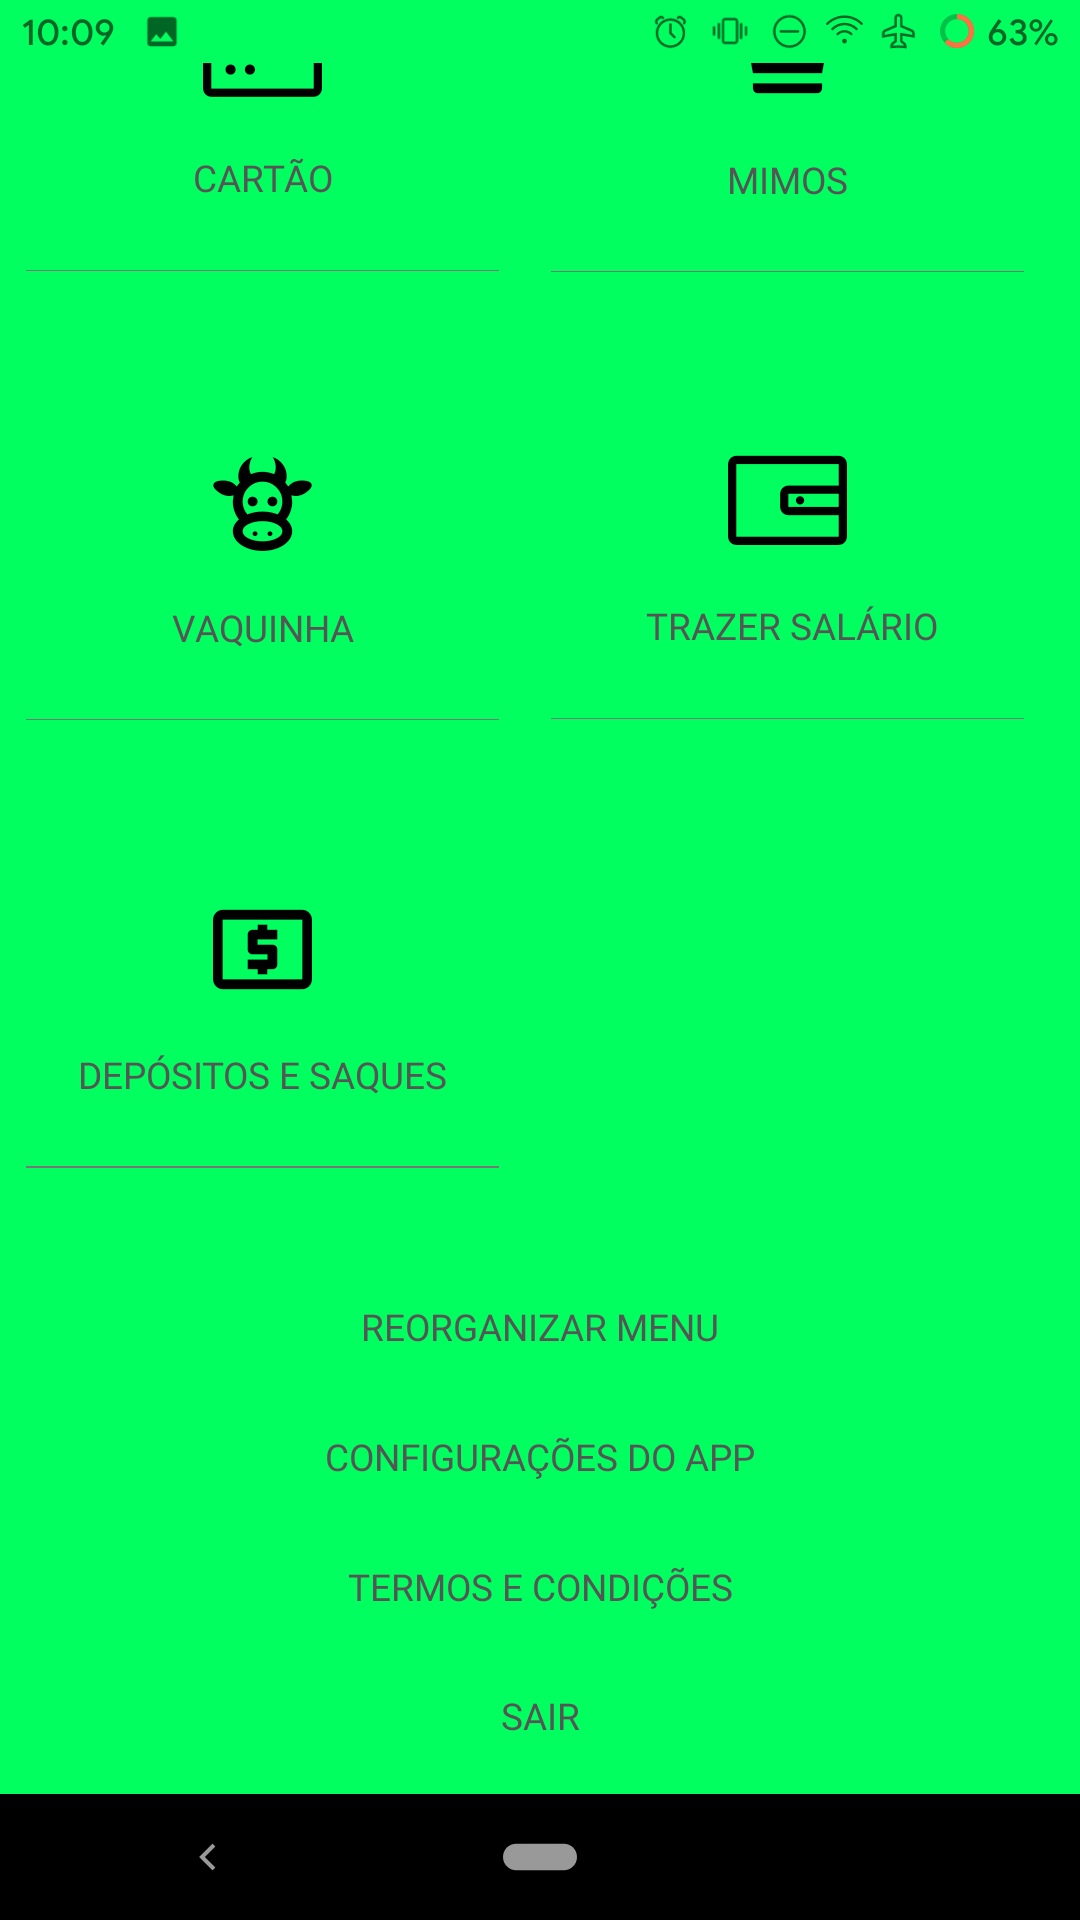 10:09 63%
CARTÃO
MIMOS
VAQUINHA
TRAZER SALÁRIO
DEPÓSITOS E SAQUES
REORGANIZAR MENU
CONFIGURAÇÕES DO APP
TERMOS E CONDIÇÕES
SAIR